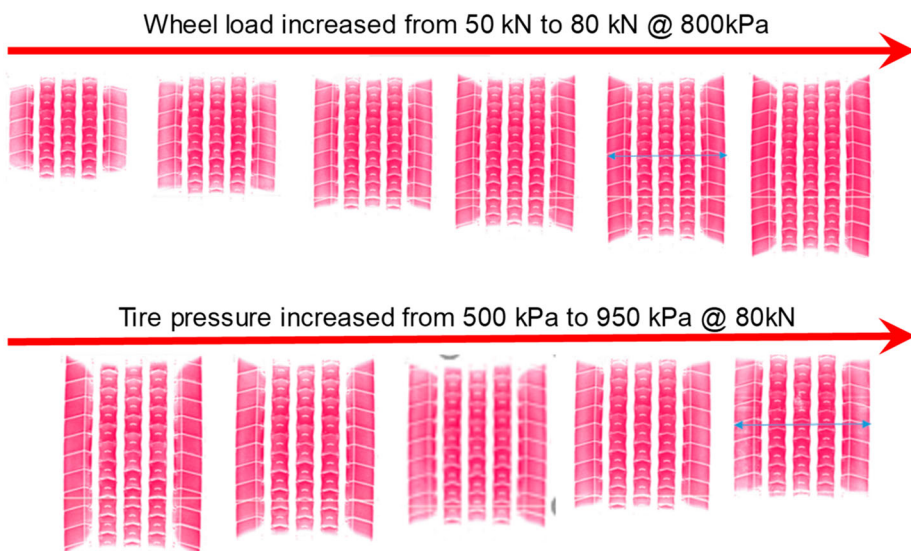 Wheel load increased from 50 kN to 80 kN @ 800kPa
Tire pressure increased from 500 kPa to 950 kPa @ 80kN